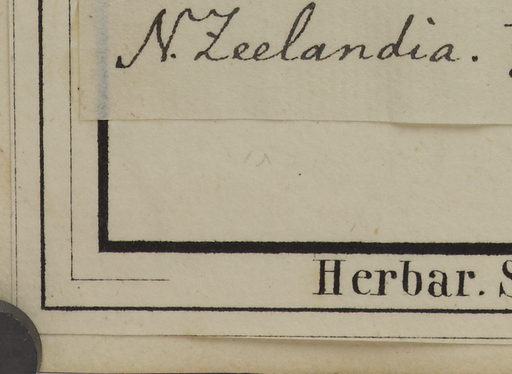 N. Zeelandia.
Herbar. S